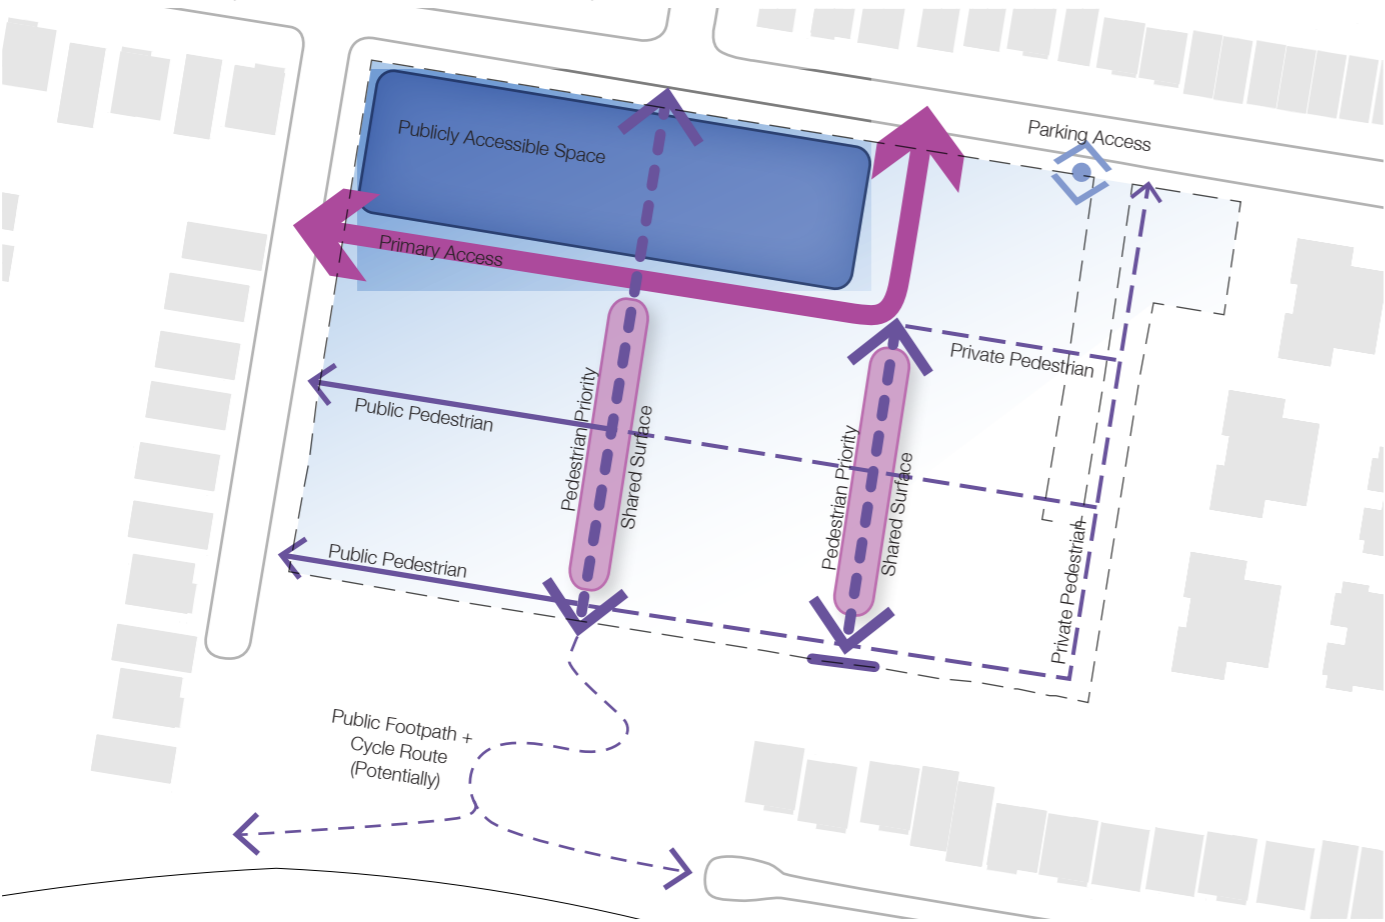 Parking Access
Publicly Accessible Space
Primary Access
Private Pedestrian
Public Pedestrian
Pedestrian Priority
Shared Surface
Pedestrian Priority
Shared Surface
Public Pedestrian
Private Pedestrian
Public Footpath +
Cycle Route
(Potentially)